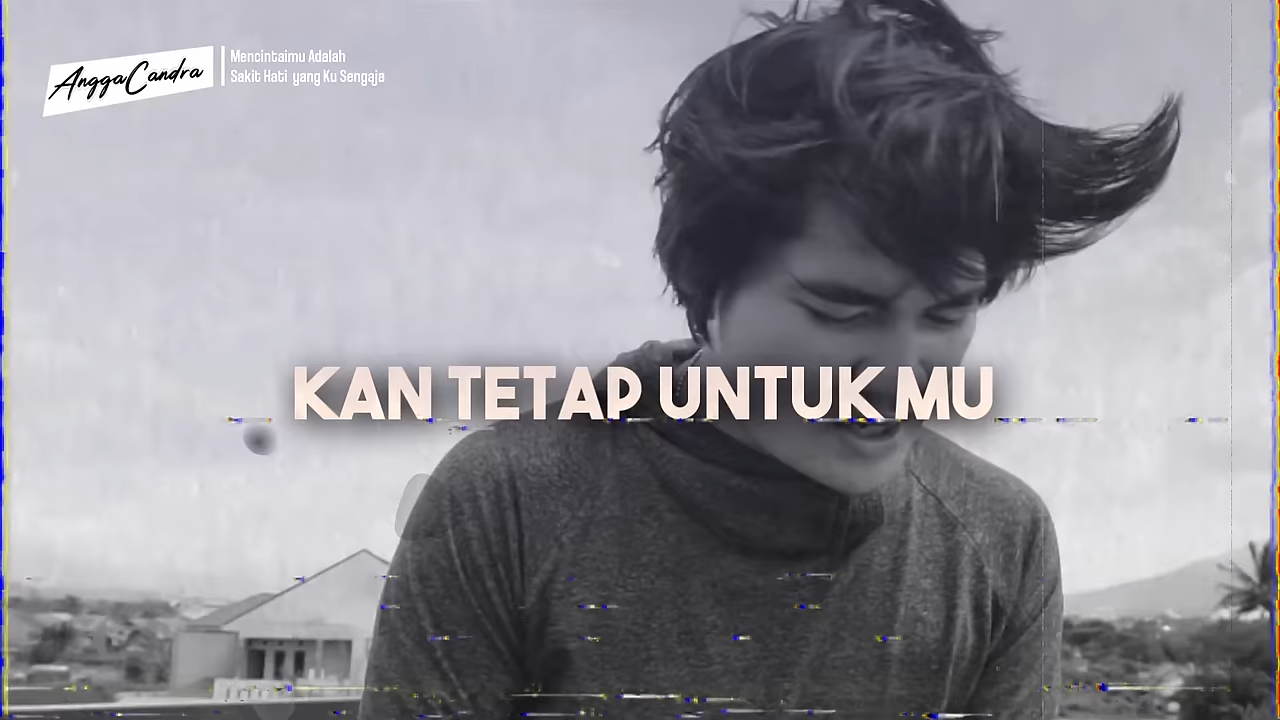 AnggaCandra
Mencintaimu Adalah
Sakit Hati yang Ku Sengaja
KAN TETAP UNTUK MU